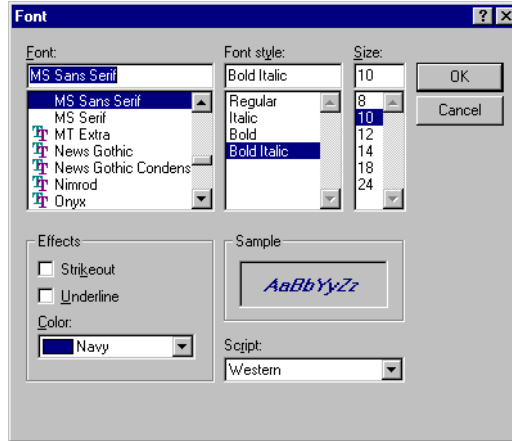 Font
Font: Font style: Size:
MS Sans Serif Bold Italic 10 OK
MS Sans Serif Regular 8 Cancel
MS Serif Italic 10
MT Extra Bold 12
News Gothic Bold Italic 14
News Gothic Condens 18
Nimrod 24
Onyx
Effects Sample
Strikeout AaBbYyZz
Underline
Color:
Navy Script:
Western